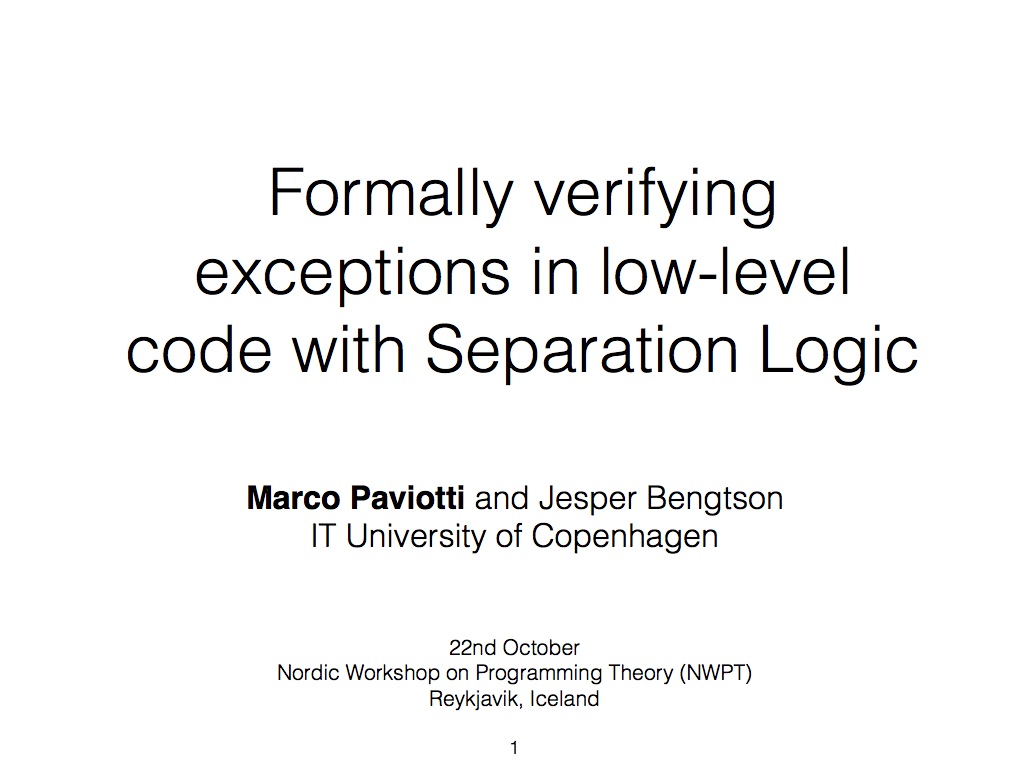 Formally verifying
exceptions in low-level
code with Separation Logic
Marco Paviotti and Jesper Bengtson
IT University of Copenhagen
22nd October
Nordic Workshop on Programming Theory (NWPT)
Reykjavik, Iceland
1